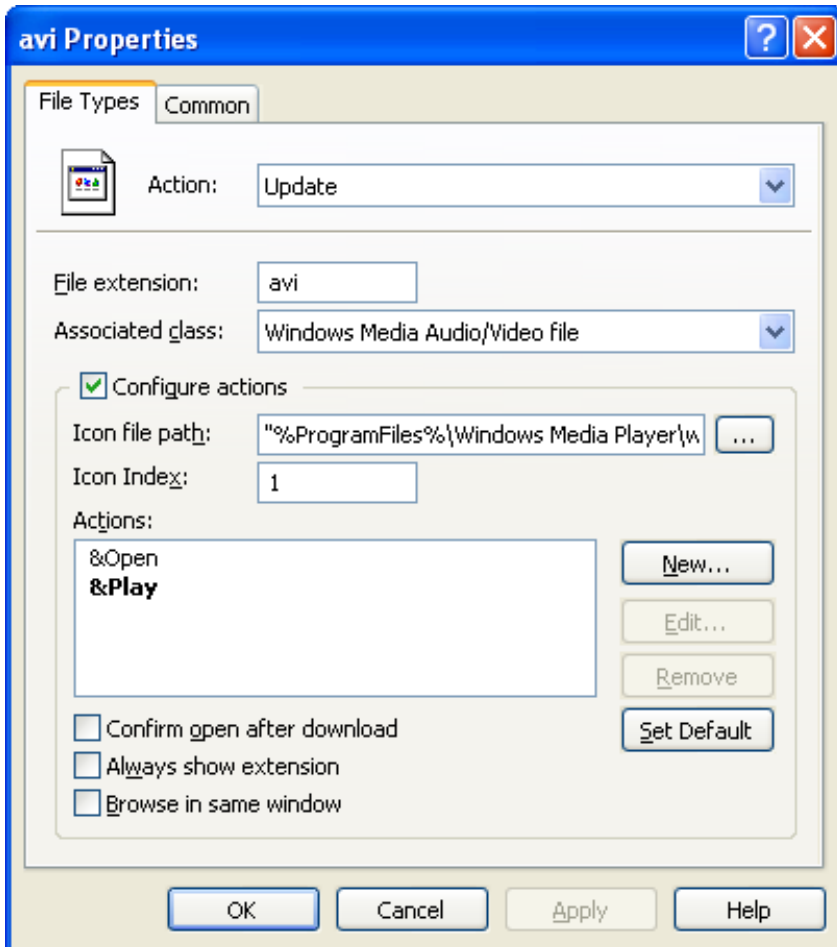 avi Properties
File Types Common
Action: Update
File extension: avi
Associated class: Windows Media Audio/Video file
Configure actions
Icon file path: "%ProgramFiles%\Windows Media Player\w ...
Icon Index: 1
Actions:
&Open
&Play
New...
Edit...
Remove
Set Default
Confirm open after download
Always show extension
Browse in same window
OK Cancel Apply Help